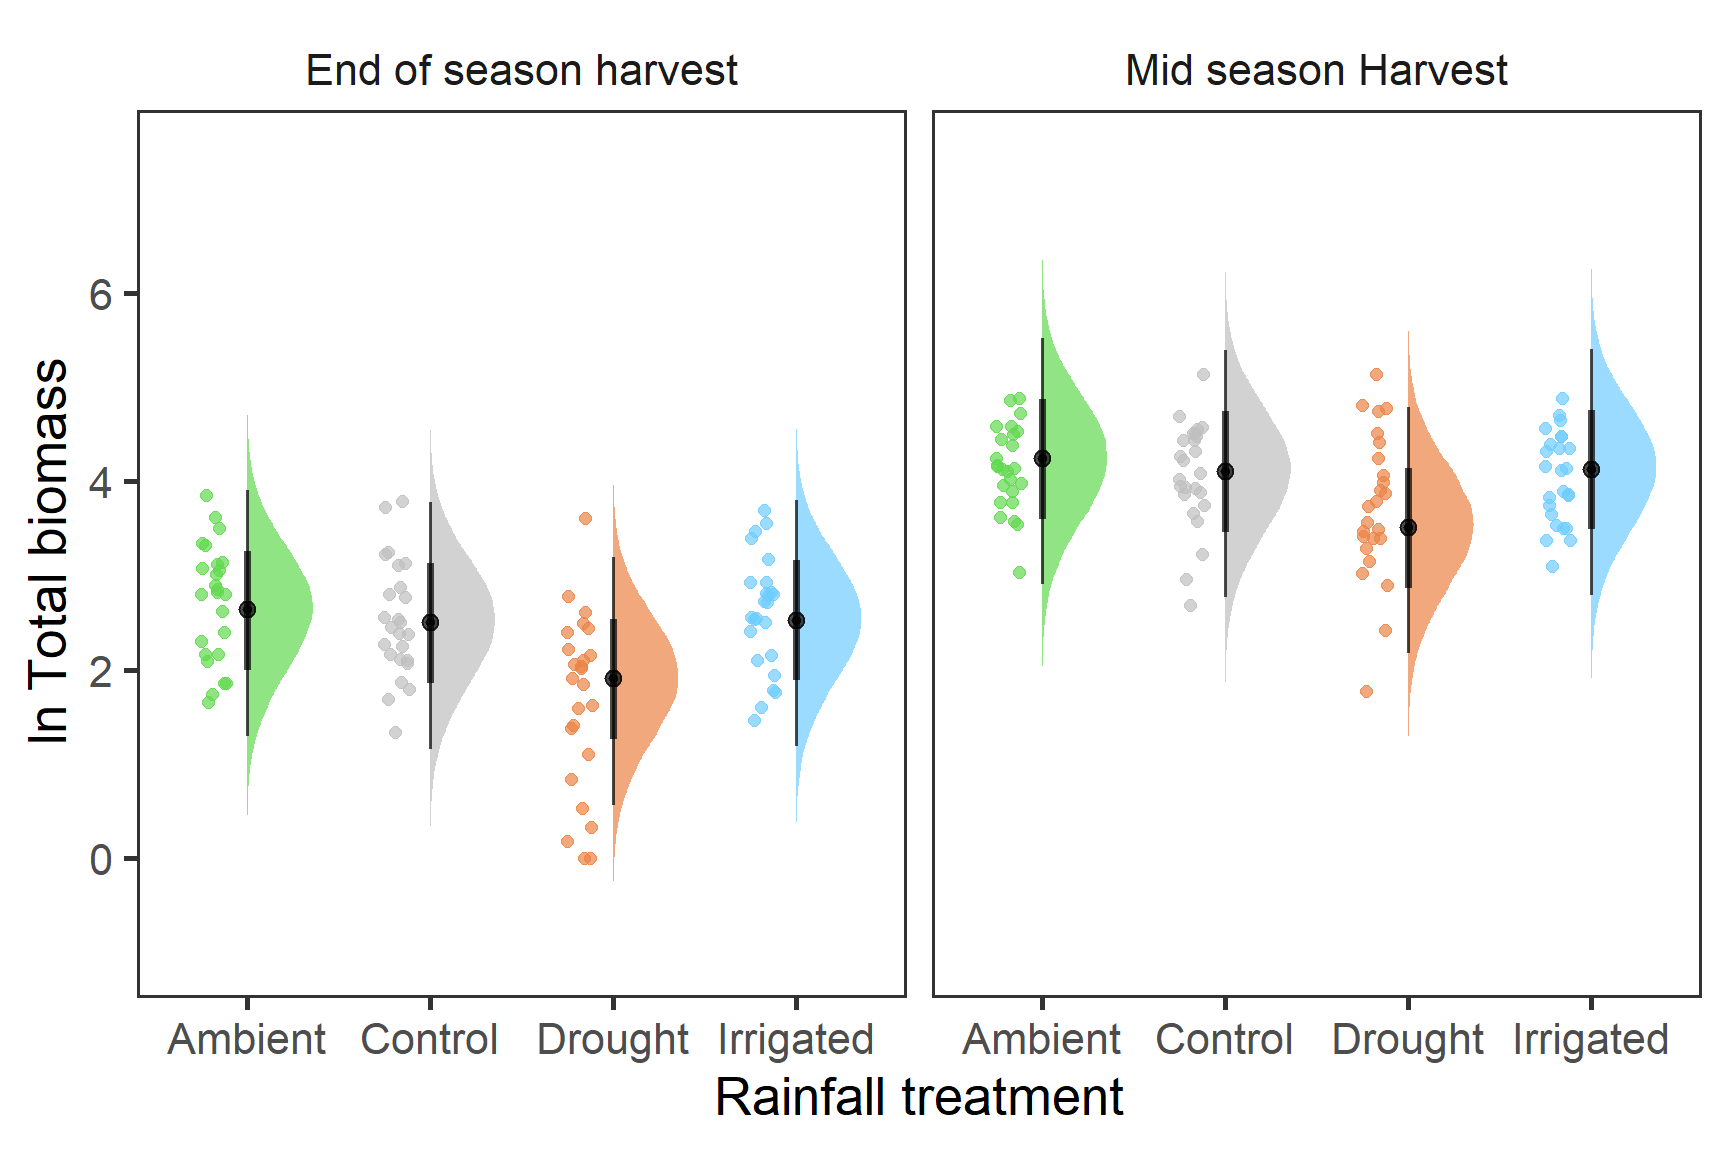 End of season harvest
Mid season Harvest
6
4
2
0
ln Total biomass
Ambient Control Drought Irrigated
Ambient Control Drought Irrigated
Rainfall treatment